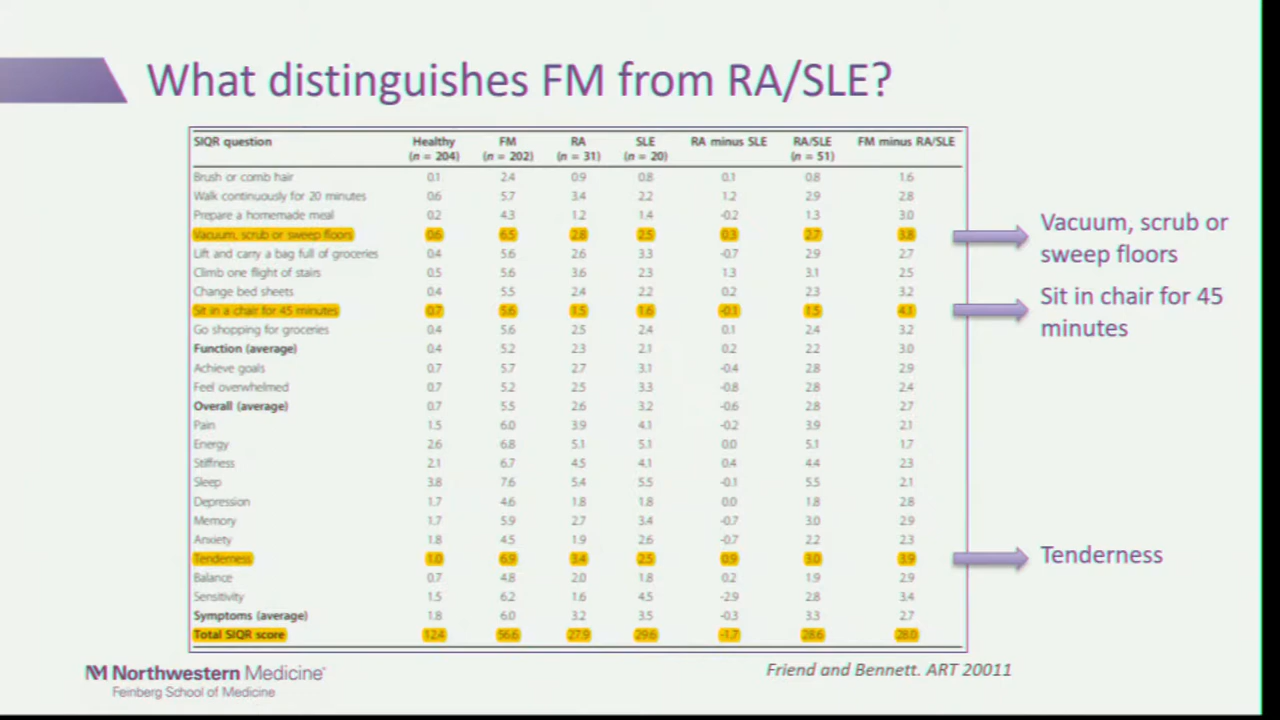 What distinguishes FM from RA/SLE?
SIQR question Healthy (n = 204) FM (n = 202) RA (n = 31) SLE (n = 20) RA minus SLE RA/SLE (n = 51) FM minus RA/SLE
Brush or comb hair 0.1 2.4 0.9 0.8 0.1 0.8 1.6
Walk continuously for 20 minutes 0.6 5.7 3.4 2.2 1.2 2.9 2.8
Prepare a homemade meal 0.2 4.3 1.2 1.4 -0.2 1.3 3.0
Vacuum, scrub or sweep floors 0.6 6.5 2.8 2.5 0.3 2.7 3.8
Lift and carry a bag full of groceries 0.4 5.6 2.6 3.3 -0.7 2.9 2.7
Climb one flight of stairs 0.5 5.6 3.6 2.3 1.3 3.1 2.5
Change bed sheets 0.4 5.5 2.4 2.2 0.2 2.3 3.2
Sit in a chair for 45 minutes 0.7 5.6 1.5 1.6 -0.1 1.5 4.1
Go shopping for groceries 0.4 5.6 2.5 2.4 0.1 2.4 3.2
Function (average) 0.4 5.2 2.3 2.1 0.2 2.2 3.0
Achieve goals 0.7 5.7 2.7 3.1 -0.4 2.8 2.9
Feel overwhelmed 0.7 5.2 2.5 3.3 -0.8 2.8 2.4
Overall (average) 0.7 5.5 2.6 3.2 -0.6 2.8 2.7
Pain 1.5 6.0 3.9 4.1 -0.2 3.9 2.1
Energy 2.6 6.8 5.1 5.1 0.0 5.1 1.7
Stiffness 2.1 6.7 4.5 4.1 0.4 4.4 2.3
Sleep 3.8 7.6 5.4 5.5 -0.1 5.5 2.1
Depression 1.7 4.6 1.8 1.8 0.0 1.8 2.8
Memory 1.7 5.9 2.7 3.4 -0.7 3.0 2.9
Anxiety 1.8 4.5 1.9 2.6 -0.7 2.2 2.3
Tenderness 1.0 6.9 3.4 2.5 0.9 3.0 3.9
Balance 0.7 4.8 2.0 1.8 0.2 1.9 2.9
Sensitivity 1.5 6.2 1.6 4.5 -2.9 2.8 3.4
Symptoms (average) 1.8 6.0 3.2 3.5 -0.3 3.3 2.7
Total SIQR score 12.4 56.6 27.9 29.6 -1.7 28.6 28.0
Vacuum, scrub or
sweep floors
Sit in chair for 45
minutes
Tenderness
Northwestern Medicine®
Feinberg School of Medicine
Friend and Bennett. ART 20011